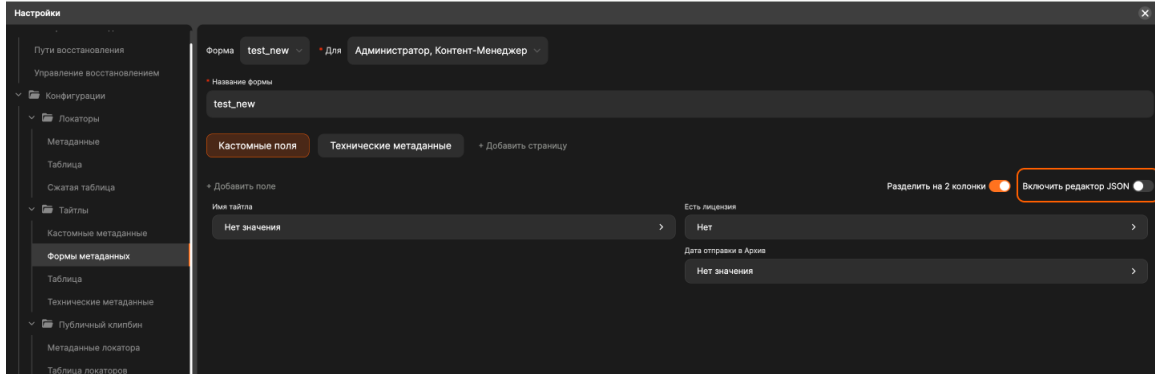 Настройки
Пути восстановления
Управление восстановлением
Конфигурации
Локаторы
Метаданные
Таблица
Сжатая таблица
Тайтлы
Кастомные метаданные
Формы метаданных
Таблица
Технические метаданные
Публичный клипбин
Метаданные локатора
Таблица локаторов
Форма test_new * Для Администратор, Контент-Менеджер
* Название формы
test_new
Кастомные поля Технические метаданные + Добавить страницу
+ Добавить поле Разделить на 2 колонки Включить редактор JSON
Имя тайтла Есть лицензия
Нет значения Нет
Дата отправки в Архив
Нет значения